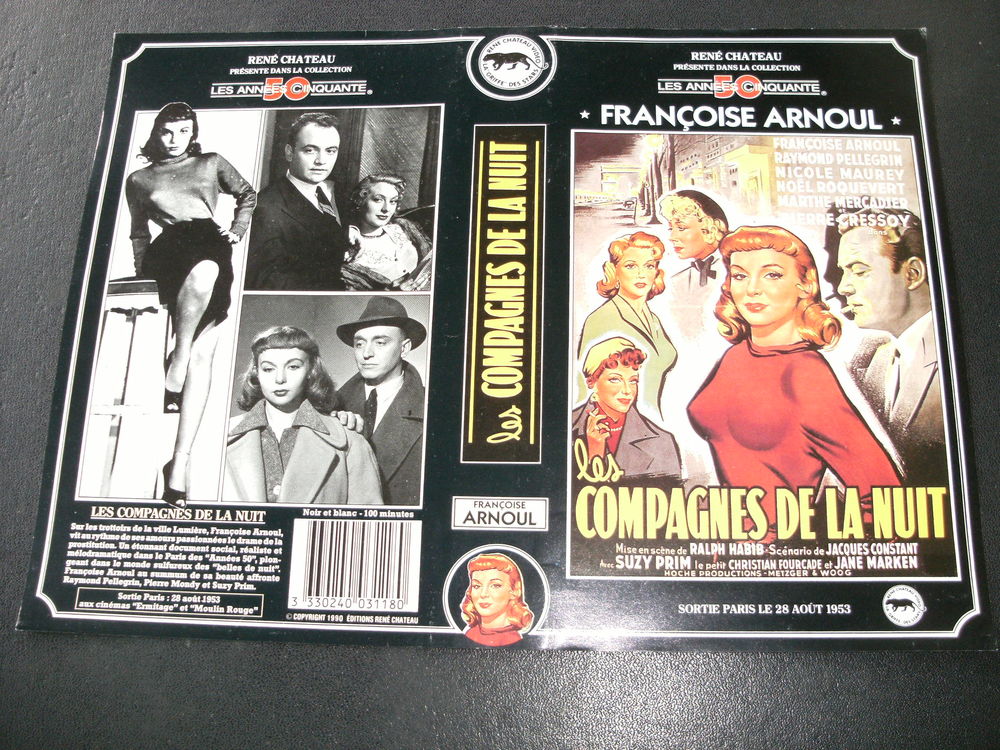 RENÉ CHATEAU
PRÉSENTE DANS LA COLLECTION
LES ANNÉES CINQUANTE
50
LES COMPAGNES DE LA NUIT
Sur les trottoirs de la ville Lumière, Françoise Arnoul,
vit au rythme de ses amours passionnées le drame de la
prostitution. Un étonnant document social, réaliste et
mélodramatique dans le Paris des "Années 50", plon-
geant dans le monde sulfureux des "belles de nuit".
Françoise Arnoul au summum de sa beauté affronte
Raymond Pellegrin, Pierre Mondy et Suzy Prim.
Sortie Paris : 28 août 1953
aux cinémas "Ermitage" et "Moulin Rouge"
Noir et blanc - 100 minutes
3 330240 031180
© COPYRIGHT 1990 ÉDITIONS RENÉ CHATEAU
RENÉ CHATEAU VIDÉO
LA GRIFFE DES STARS
les COMPAGNES DE LA NUIT
FRANÇOISE
ARNOUL
RENÉ CHATEAU
PRÉSENTE DANS LA COLLECTION
LES ANNÉES CINQUANTE
50
FRANÇOISE ARNOUL
FRANÇOISE ARNOUL
RAYMOND PELLEGRIN
NICOLE MAUREY
NOËL ROQUEVERT
MARTHE MERCADIER
PIERRE CRESSOY
dans
les
COMPAGNES DE LA NUIT
Mise en scène de RALPH HABIB - Scénario de JACQUES CONSTANT
Avec SUZY PRIM le petit CHRISTIAN FOURCADE et JANE MARKEN
HOCHE PRODUCTIONS - METZGER & WOOG
SORTIE PARIS LE 28 AOÛT 1953